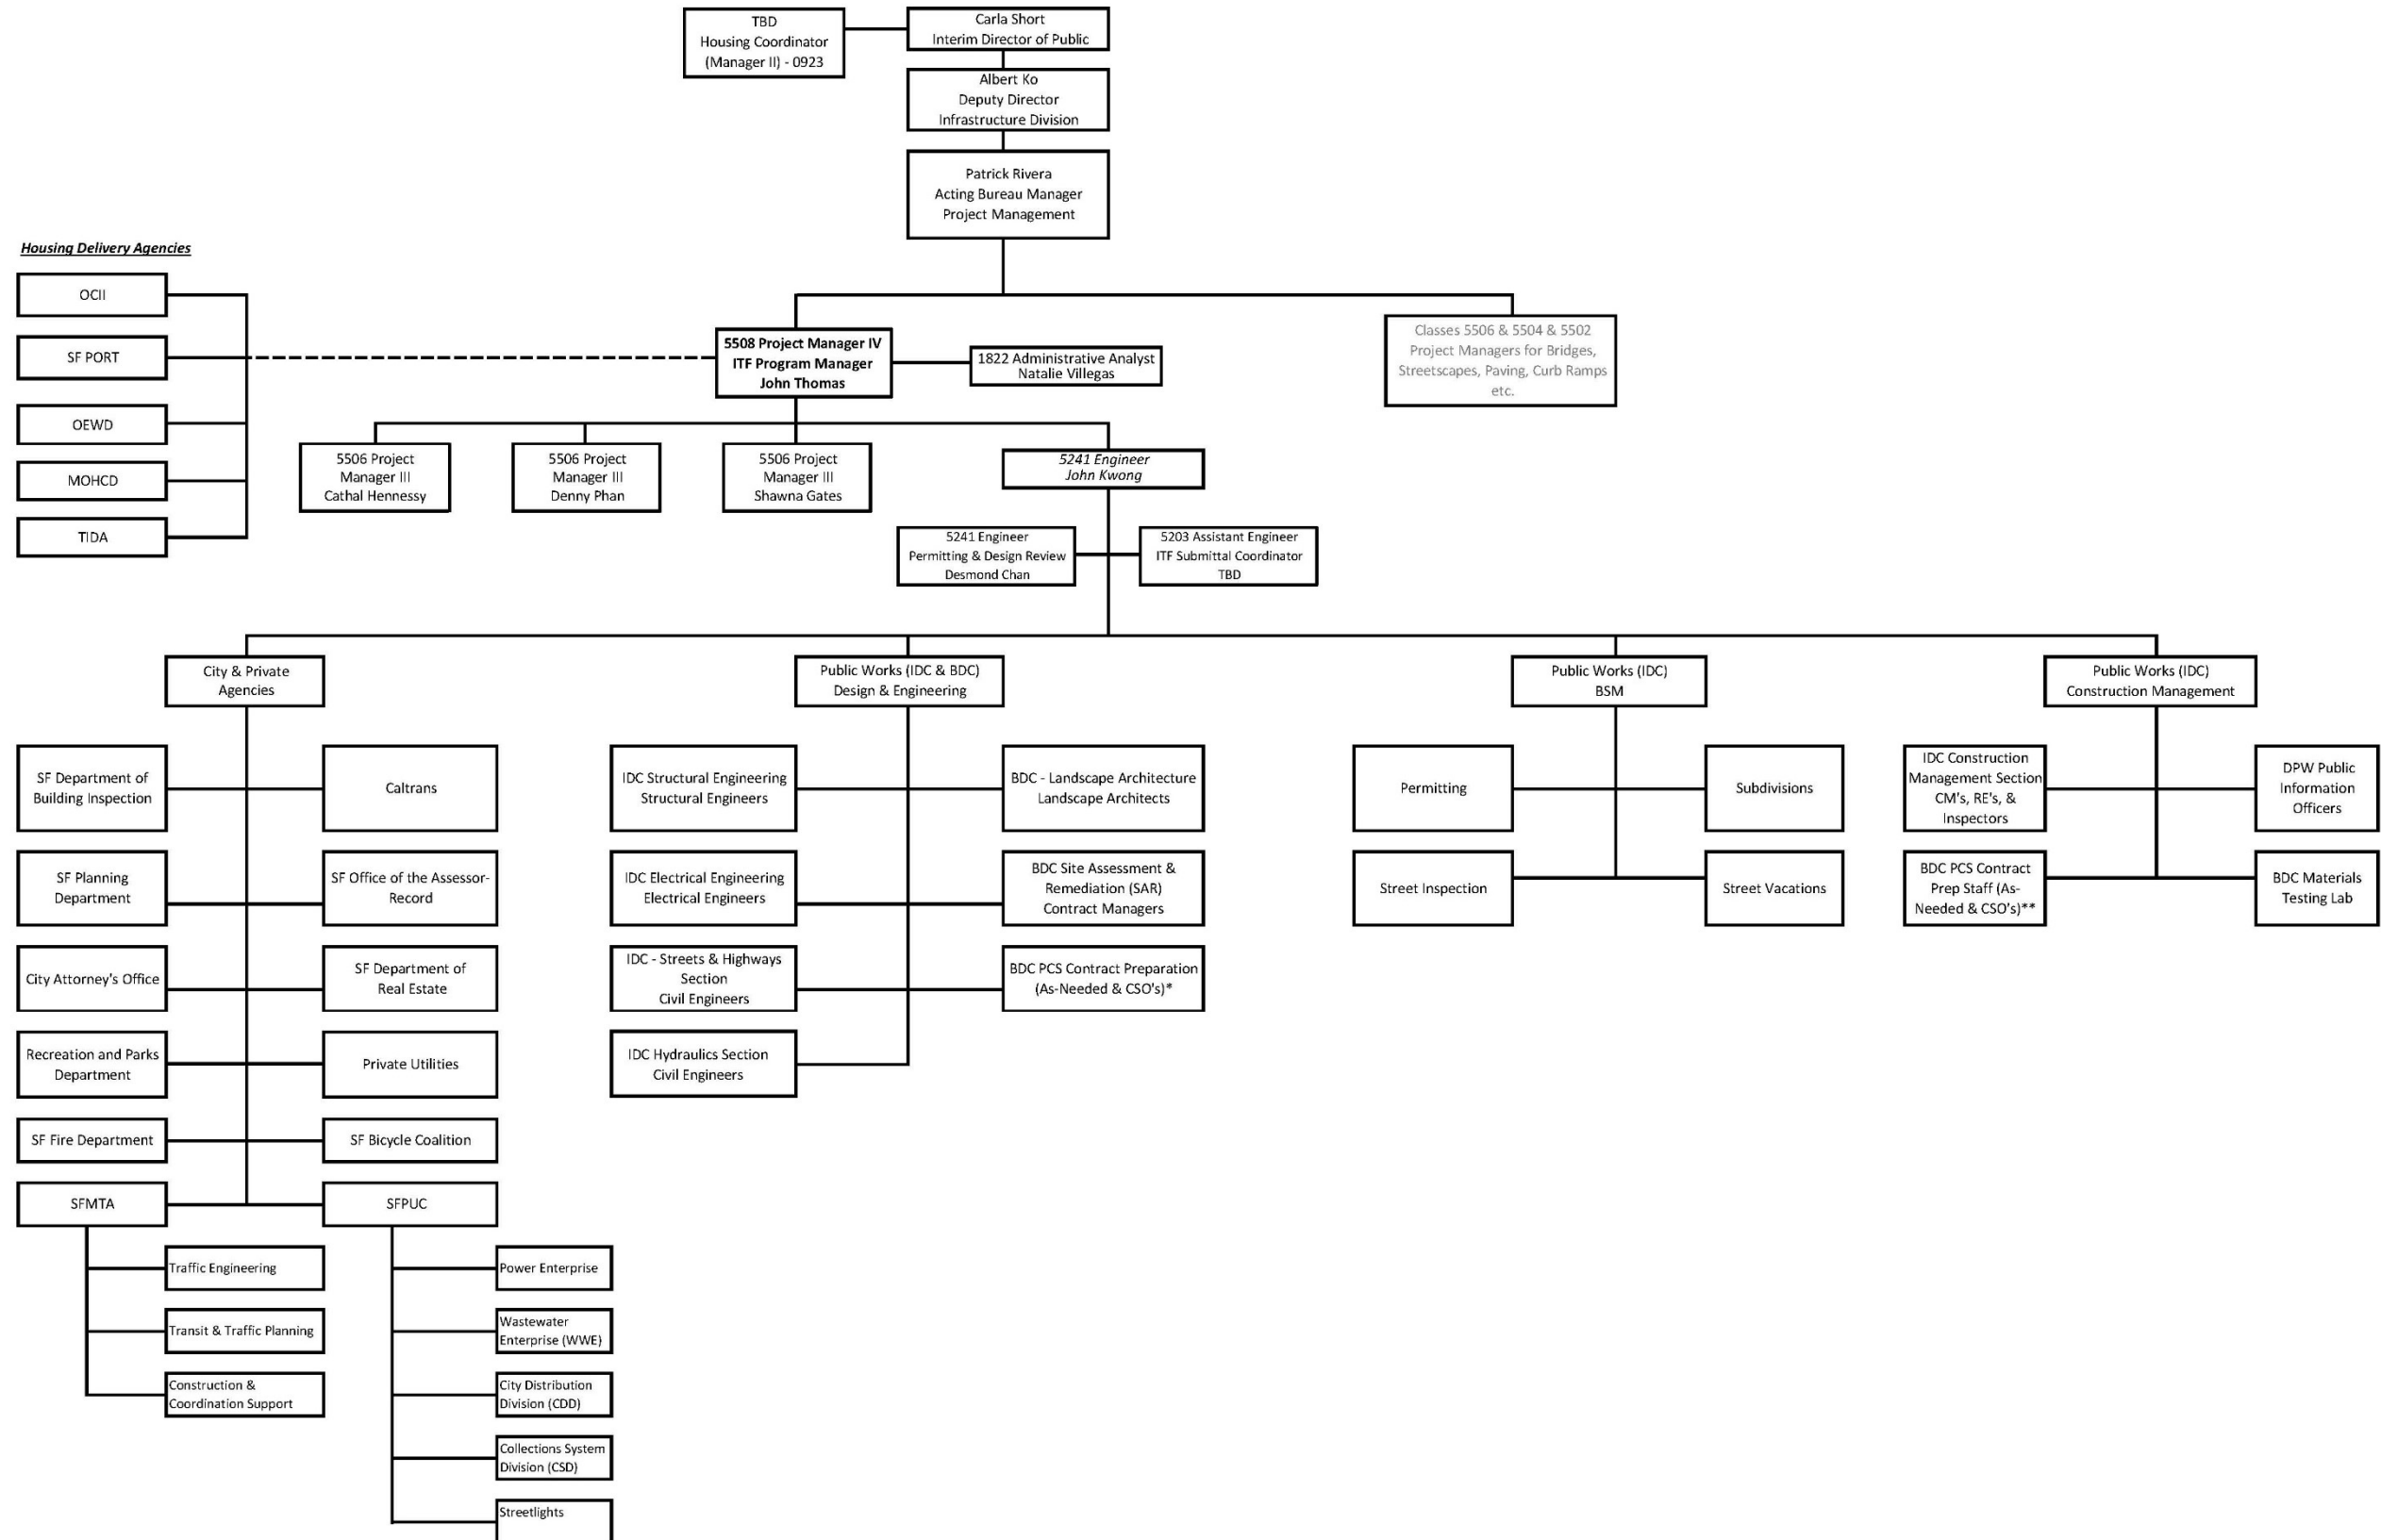 TBD
Housing Coordinator
(Manager II) - 0923
Carla Short
Interim Director of Public
Albert Ko
Deputy Director
Infrastructure Division
Patrick Rivera
Acting Bureau Manager
Project Management
Housing Delivery Agencies
OCII
SF PORT
OEWD
MOHCD
TIDA
5508 Project Manager IV
ITF Program Manager
John Thomas
1822 Administrative Analyst
Natalie Villegas
Classes 5506 & 5504 & 5502
Project Managers for Bridges,
Streetscapes, Paving, Curb Ramps
etc.
5506 Project
Manager III
Cathal Hennessy
5506 Project
Manager III
Denny Phan
5506 Project
Manager III
Shawna Gates
5241 Engineer
John Kwong
5241 Engineer
Permitting & Design Review
Desmond Chan
5203 Assistant Engineer
ITF Submittal Coordinator
TBD
City & Private
Agencies
Public Works (IDC & BDC)
Design & Engineering
Public Works (IDC)
BSM
Public Works (IDC)
Construction Management
SF Department of
Building Inspection
Caltrans
SF Planning
Department
SF Office of the Assessor-
Record
City Attorney's Office
SF Department of
Real Estate
Recreation and Parks
Department
Private Utilities
SF Fire Department
SF Bicycle Coalition
SFMTA
SFPUC
Traffic Engineering
Transit & Traffic Planning
Construction &
Coordination Support
Power Enterprise
Wastewater
Enterprise (WWE)
City Distribution
Division (CDD)
Collections System
Division (CSD)
Streetlights
IDC Structural Engineering
Structural Engineers
BDC - Landscape Architecture
Landscape Architects
IDC Electrical Engineering
Electrical Engineers
BDC Site Assessment &
Remediation (SAR)
Contract Managers
IDC - Streets & Highways
Section
Civil Engineers
BDC PCS Contract Preparation
(As-Needed & CSO's)*
IDC Hydraulics Section
Civil Engineers
Permitting
Subdivisions
Street Inspection
Street Vacations
IDC Construction
Management Section
CM's, RE's, &
Inspectors
DPW Public
Information
Officers
BDC PCS Contract
Prep Staff (As-
Needed & CSO's)**
BDC Materials
Testing Lab